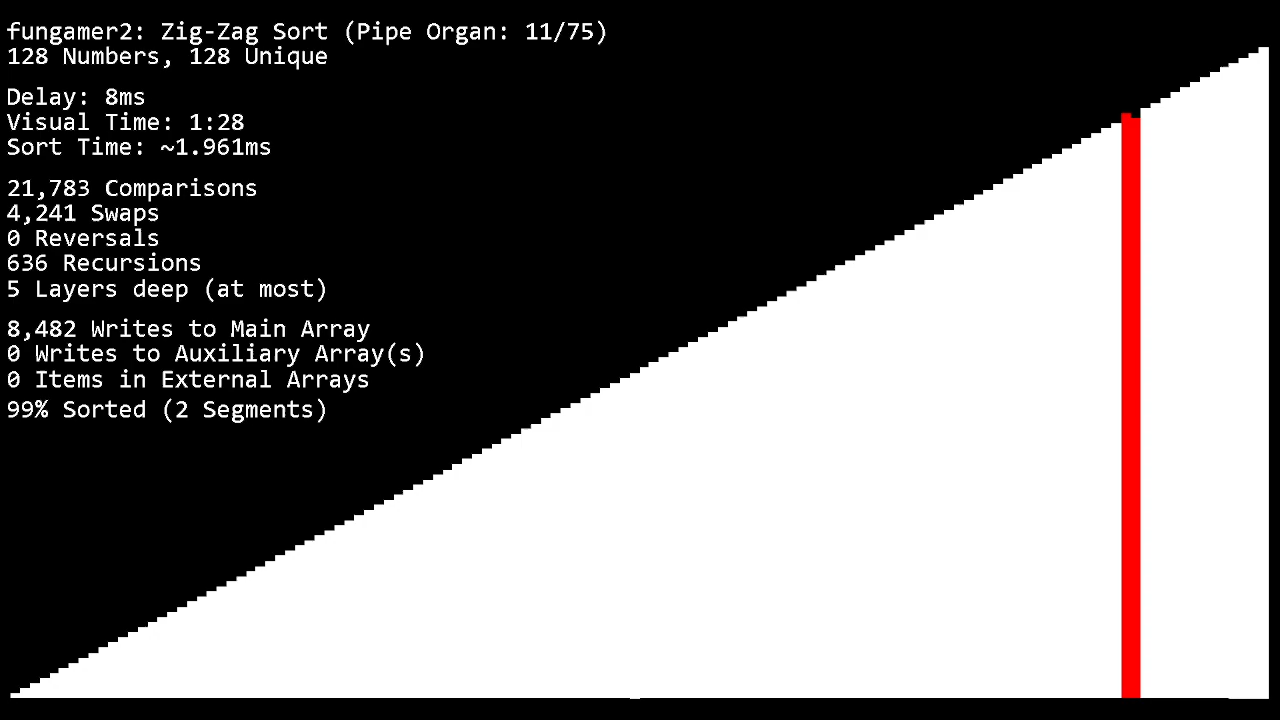 fungamer2: Zig-Zag Sort (Pipe Organ: 11/75)
128 Numbers, 128 Unique
Delay: 8ms
Visual Time: 1:28
Sort Time: ~1.961ms
21,783 Comparisons
4,241 Swaps
0 Reversals
636 Recursions
5 Layers deep (at most)
8,482 Writes to Main Array
0 Writes to Auxiliary Array(s)
0 Items in External Arrays
99% Sorted (2 Segments)